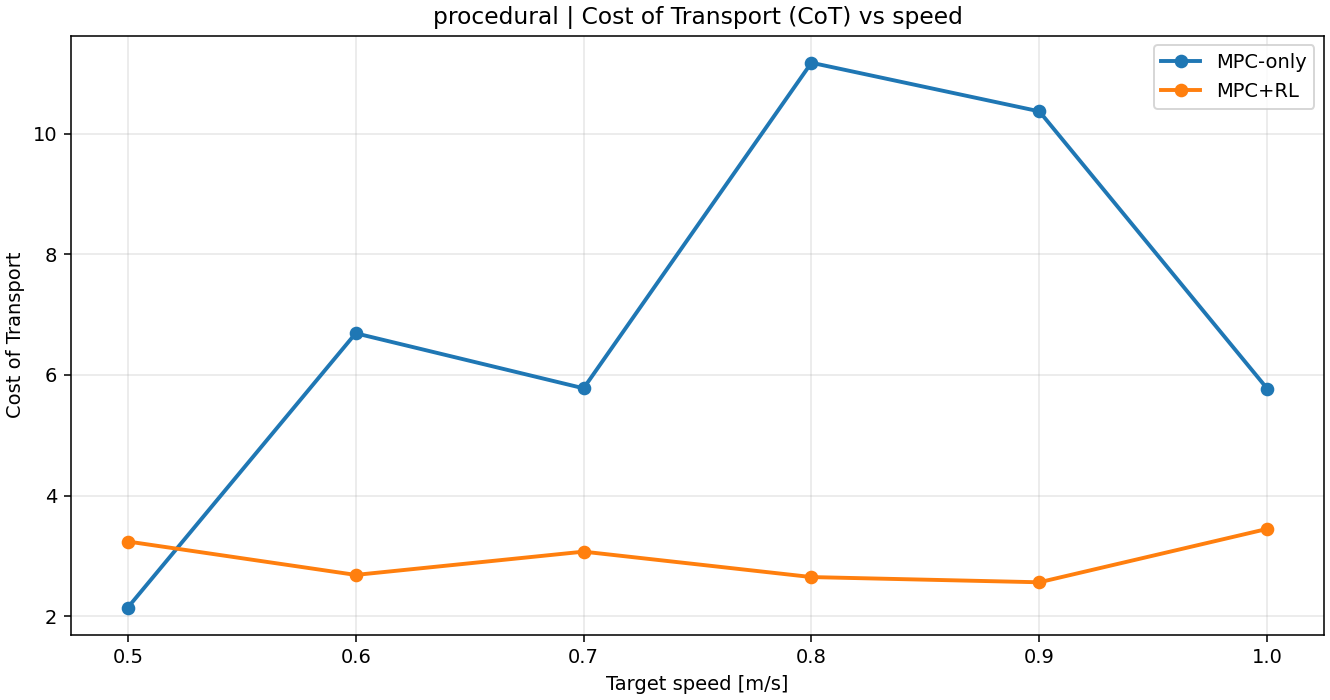 procedural | Cost of Transport (CoT) vs speed
MPC-only
MPC+RL
Cost of Transport
10
8
6
4
2
0.5 0.6 0.7 0.8 0.9 1.0
Target speed [m/s]